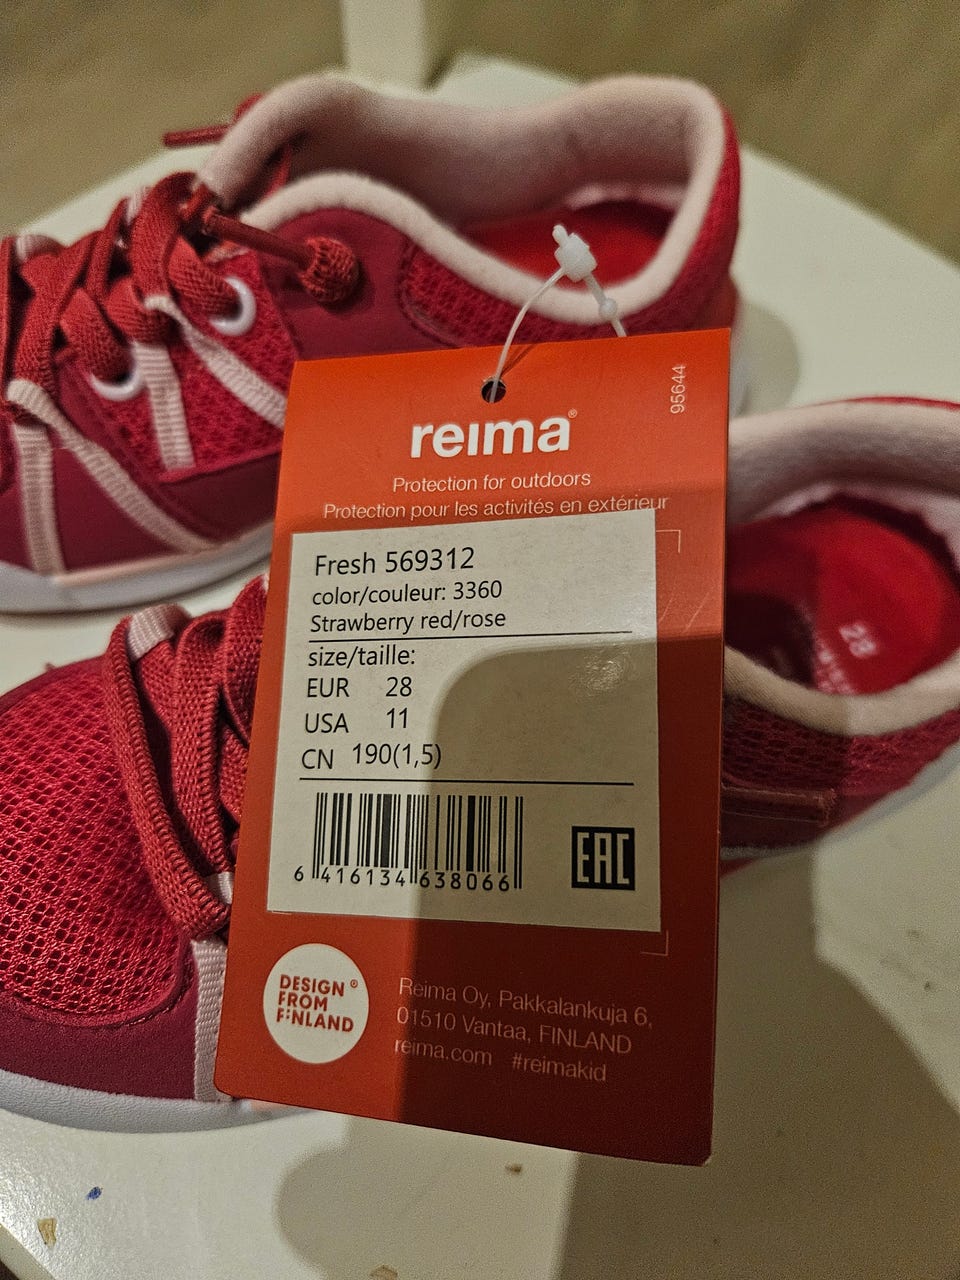 95644
reima®
Protection for outdoors
Protection pour les activités en extérieur
Fresh 569312
color/couleur: 3360
Strawberry red/rose
size/taille:
EUR 28
USA 11
CN 190(1,5)
6 416134 638066
EAC
DESIGN ®
FROM
FINLAND
Reima Oy, Pakkalankuja 6,
01510 Vantaa, FINLAND
reima.com #reimakid
28